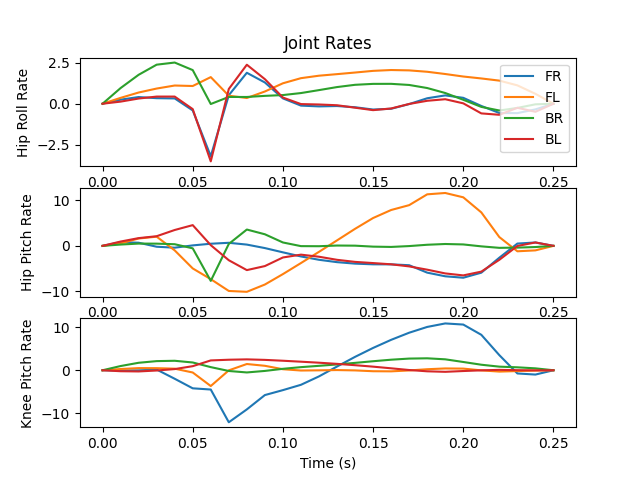 Joint Rates
Hip Roll Rate
2.5
0.0
−2.5
FR
FL
BR
BL
0.00 0.05 0.10 0.15 0.20 0.25
Hip Pitch Rate
10
0
−10
0.00 0.05 0.10 0.15 0.20 0.25
Knee Pitch Rate
10
0
−10
0.00 0.05 0.10 0.15 0.20 0.25
Time (s)